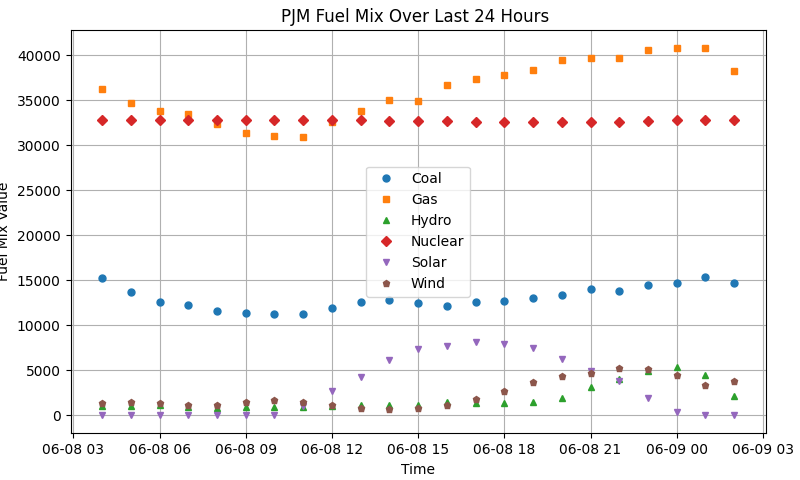 PJM Fuel Mix Over Last 24 Hours
40000
35000
30000
25000
20000
15000
10000
5000
0
Fuel Mix Value
Coal
Gas
Hydro
Nuclear
Solar
Wind
06-08 03 06-08 06 06-08 09 06-08 12 06-08 15 06-08 18 06-08 21 06-09 00 06-09 03
Time